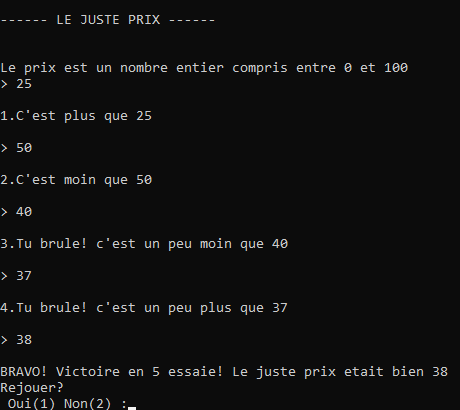 ------ LE JUSTE PRIX ------
Le prix est un nombre entier compris entre 0 et 100
> 25
1.C'est plus que 25
> 50
2.C'est moin que 50
> 40
3.Tu brule! c'est un peu moin que 40
> 37
4.Tu brule! c'est un peu plus que 37
> 38
BRAVO! Victoire en 5 essaie! Le juste prix etait bien 38
Rejouer?
Oui(1) Non(2) :